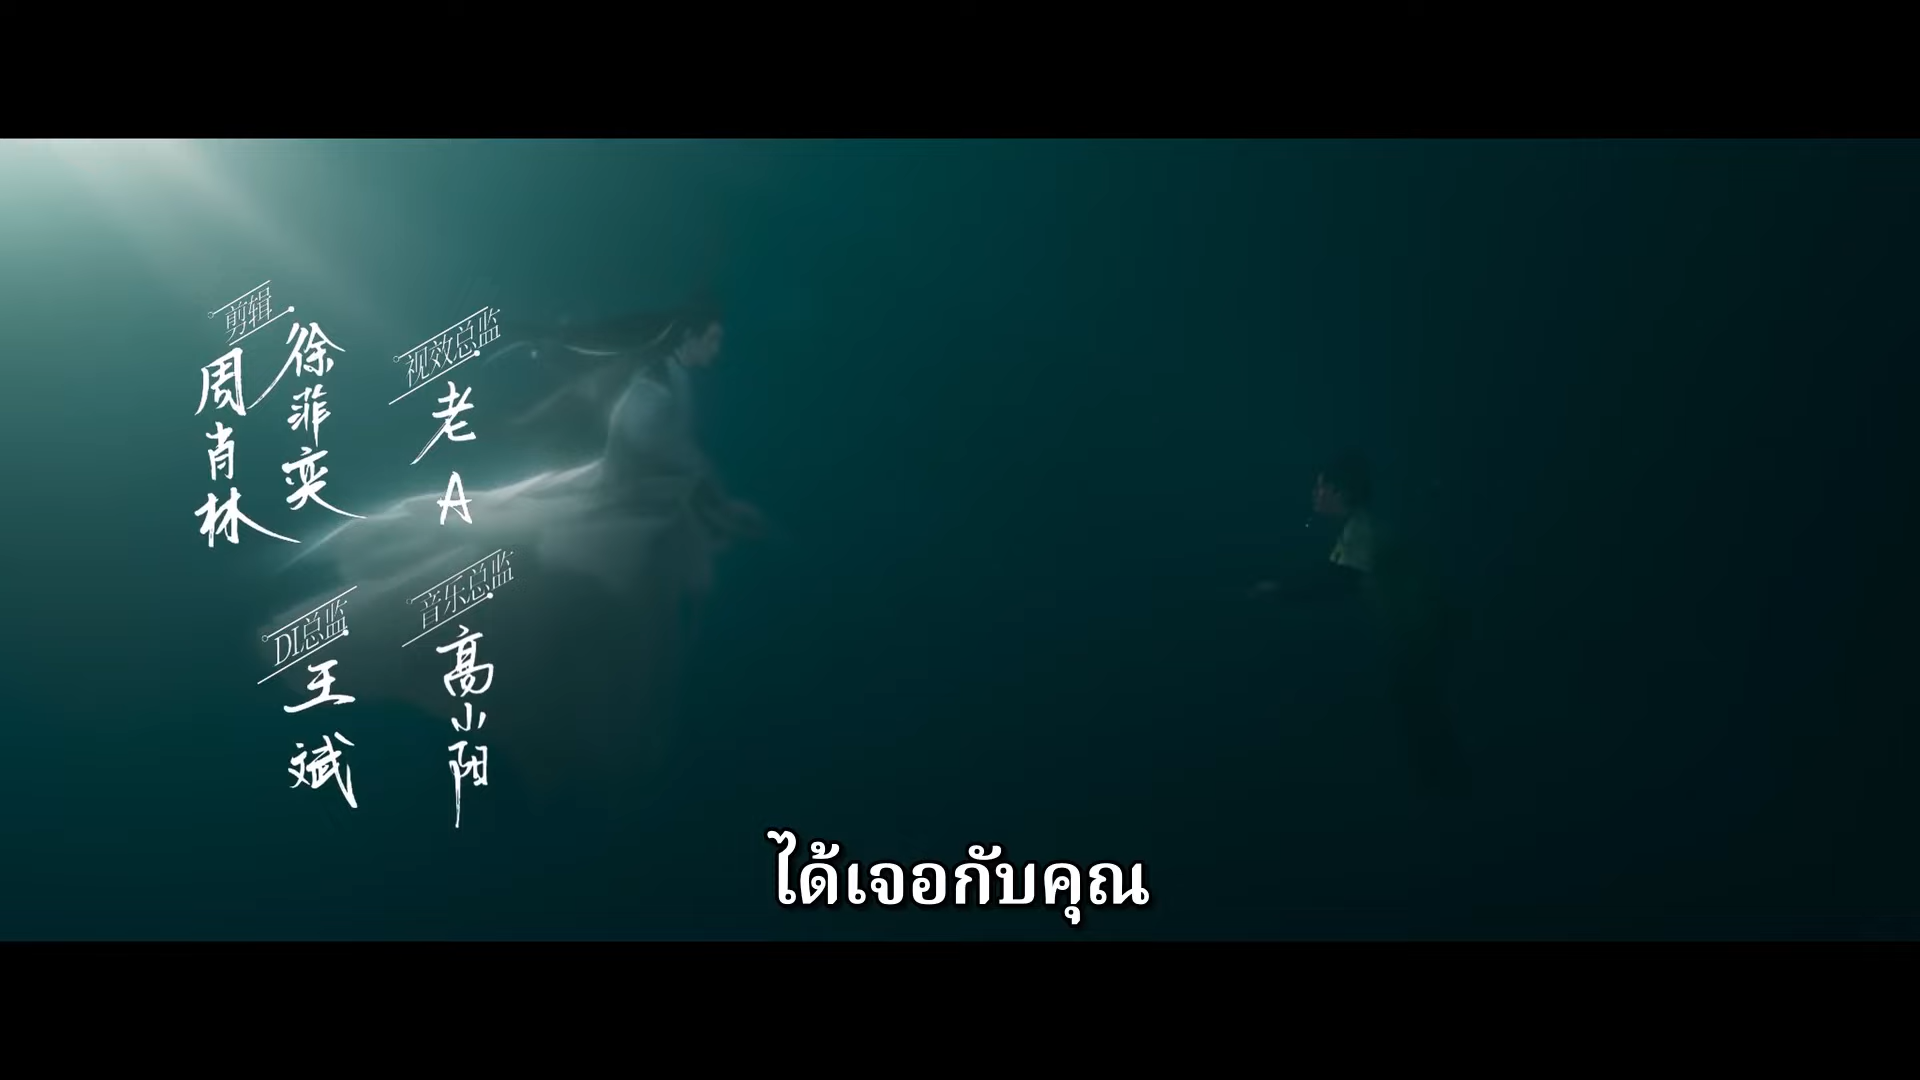 剪辑
徐菲奕
周肖林
视效总监
老A
DI总监
王斌
音乐总监
高小阳
ได้เจอกับคุณ